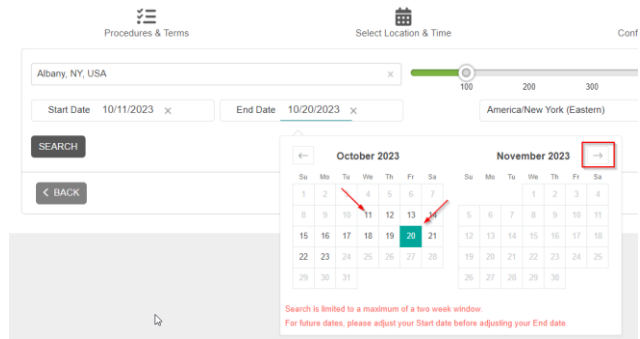 Procedures & Terms
Select Location & Time
Conf
Albany, NY, USA ×
100 200 300
Start Date 10/11/2023 ×
End Date 10/20/2023 ×
America/New York (Eastern)
SEARCH
< BACK
← October 2023
Su Mo Tu We Th Fr Sa
1 2 3 4 5 6 7
8 9 10 11 12 13 14
15 16 17 18 19 20 21
22 23 24 25 26 27 28
29 30 31
November 2023 →
Su Mo Tu We Th Fr Sa
1 2 3 4
5 6 7 8 9 10 11
12 13 14 15 16 17 18
19 20 21 22 23 24 25
26 27 28 29 30
Search is limited to a maximum of a two week window.
For future dates, please adjust your Start date before adjusting your End date.